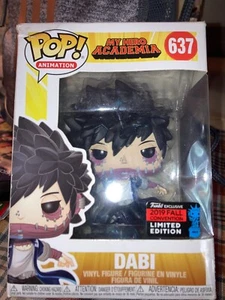 POP!
ANIMATION
MY HERO
ACADEMIA
637
Funko EXCLUSIVE
2019 FALL
CONVENTION
LIMITED
EDITION
DABI
VINYL FIGURE / FIGURINE EN VINYLE
FIGURA DE VINILO